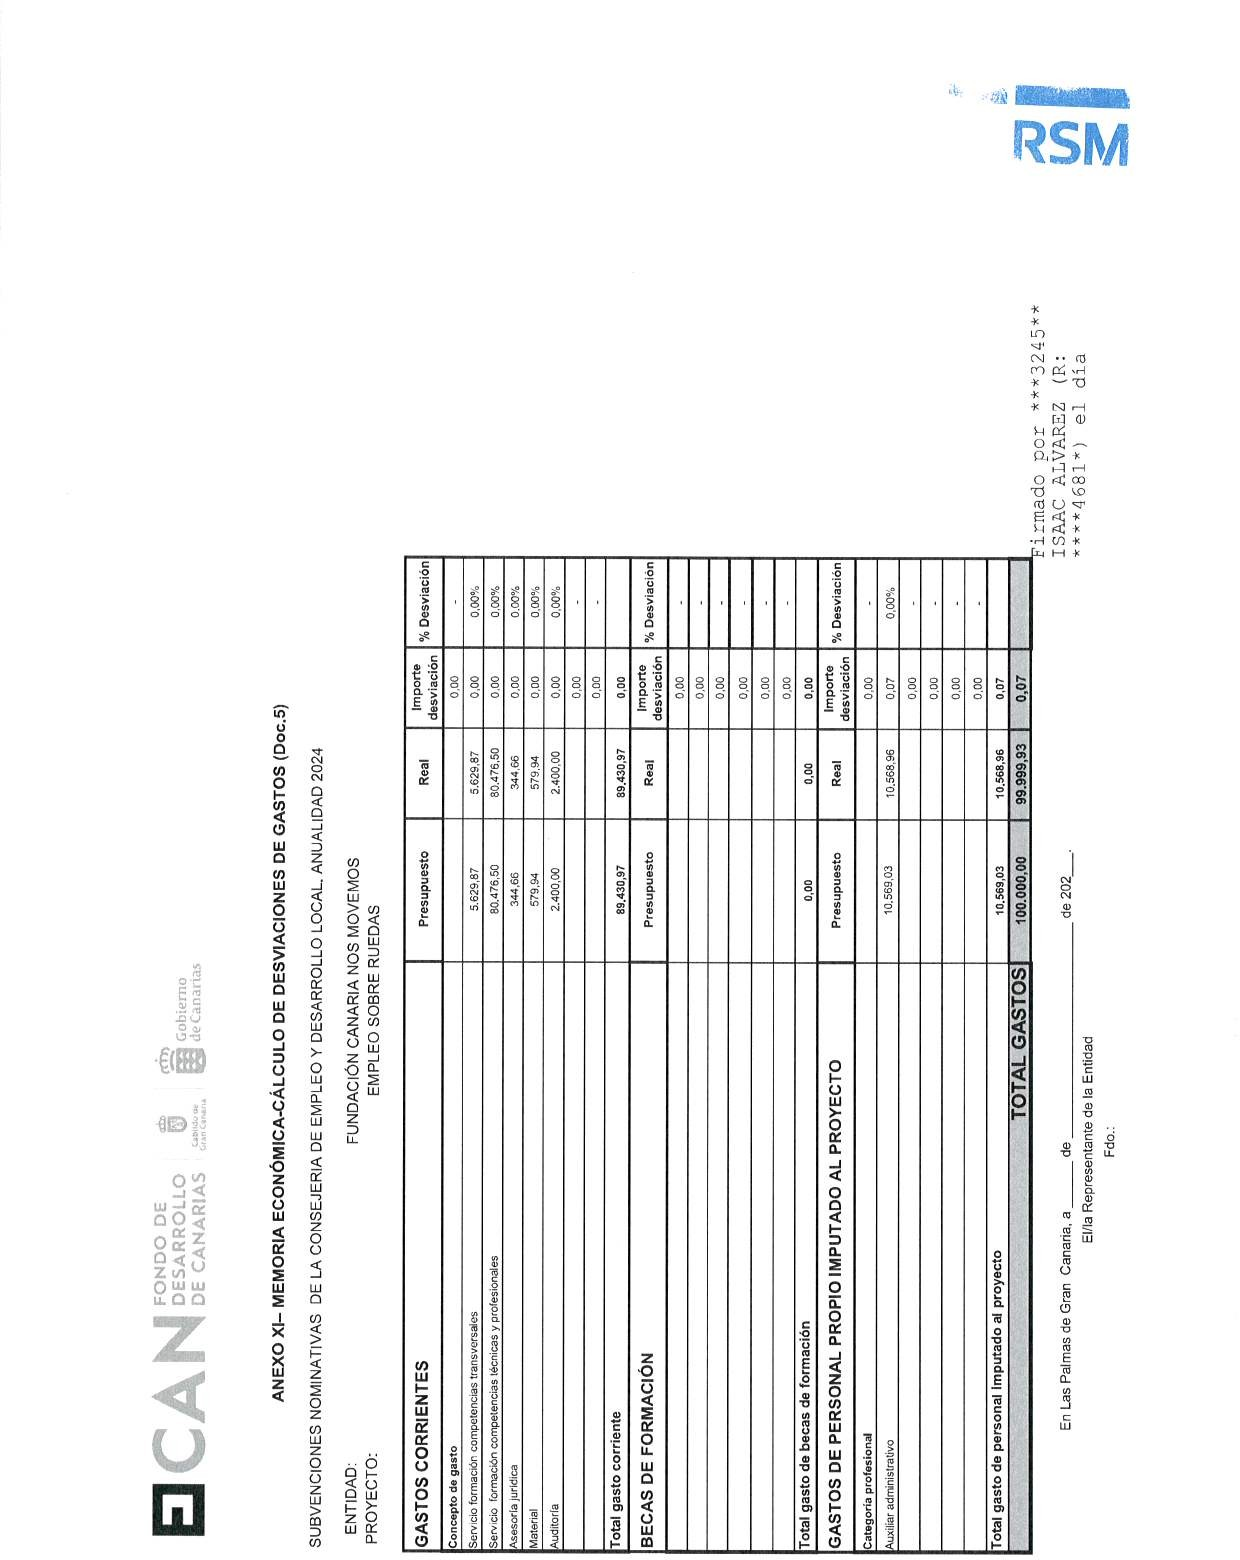 FCAN FONDO DE
DESARROLLO
DE CANARIAS
Cabildo de
Gran Canaria
Gobierno
de Canarias
RSM
ANEXO XI– MEMORIA ECONÓMICA-CÁLCULO DE DESVIACIONES DE GASTOS (Doc.5)
SUBVENCIONES NOMINATIVAS DE LA CONSEJERIA DE EMPLEO Y DESARROLLO LOCAL, ANUALIDAD 2024
ENTIDAD: FUNDACIÓN CANARIA NOS MOVEMOS
PROYECTO: EMPLEO SOBRE RUEDAS
GASTOS CORRIENTES Presupuesto Real Importe desviación % Desviación
Concepto de gasto 0,00 -
Servicio formación competencias transversales 5.629,87 5.629,87 0,00 0,00%
Servicio formación competencias técnicas y profesionales 80.476,50 80.476,50 0,00 0,00%
Asesoría jurídica 344,66 344,66 0,00 0,00%
Material 579,94 579,94 0,00 0,00%
Auditoría 2.400,00 2.400,00 0,00 0,00%
0,00 -
0,00 -
Total gasto corriente 89,430,97 89,430,97 0,00
BECAS DE FORMACIÓN Presupuesto Real Importe desviación % Desviación
0,00 -
0,00 -
0,00 -
0,00 -
0,00 -
0,00 -
Total gasto de becas de formación 0,00 0,00 0,00
GASTOS DE PERSONAL PROPIO IMPUTADO AL PROYECTO Presupuesto Real Importe desviación % Desviación
Categoría profesional 0,00 -
Auxiliar administrativo 10,569,03 10.568,96 0,07 0,00%
0,00 -
0,00 -
0,00 -
0,00 -
Total gasto de personal Imputado al proyecto 10,569,03 10,568,96 0,07
TOTAL GASTOS 100.000,00 99.999,93 0,07
Firmado por ***3245**
ISAAC ALVAREZ (R:
****4681*) el día
En Las Palmas de Gran Canaria, a ______ de ______________________ de 202___.
El/la Representante de la Entidad
Fdo.: